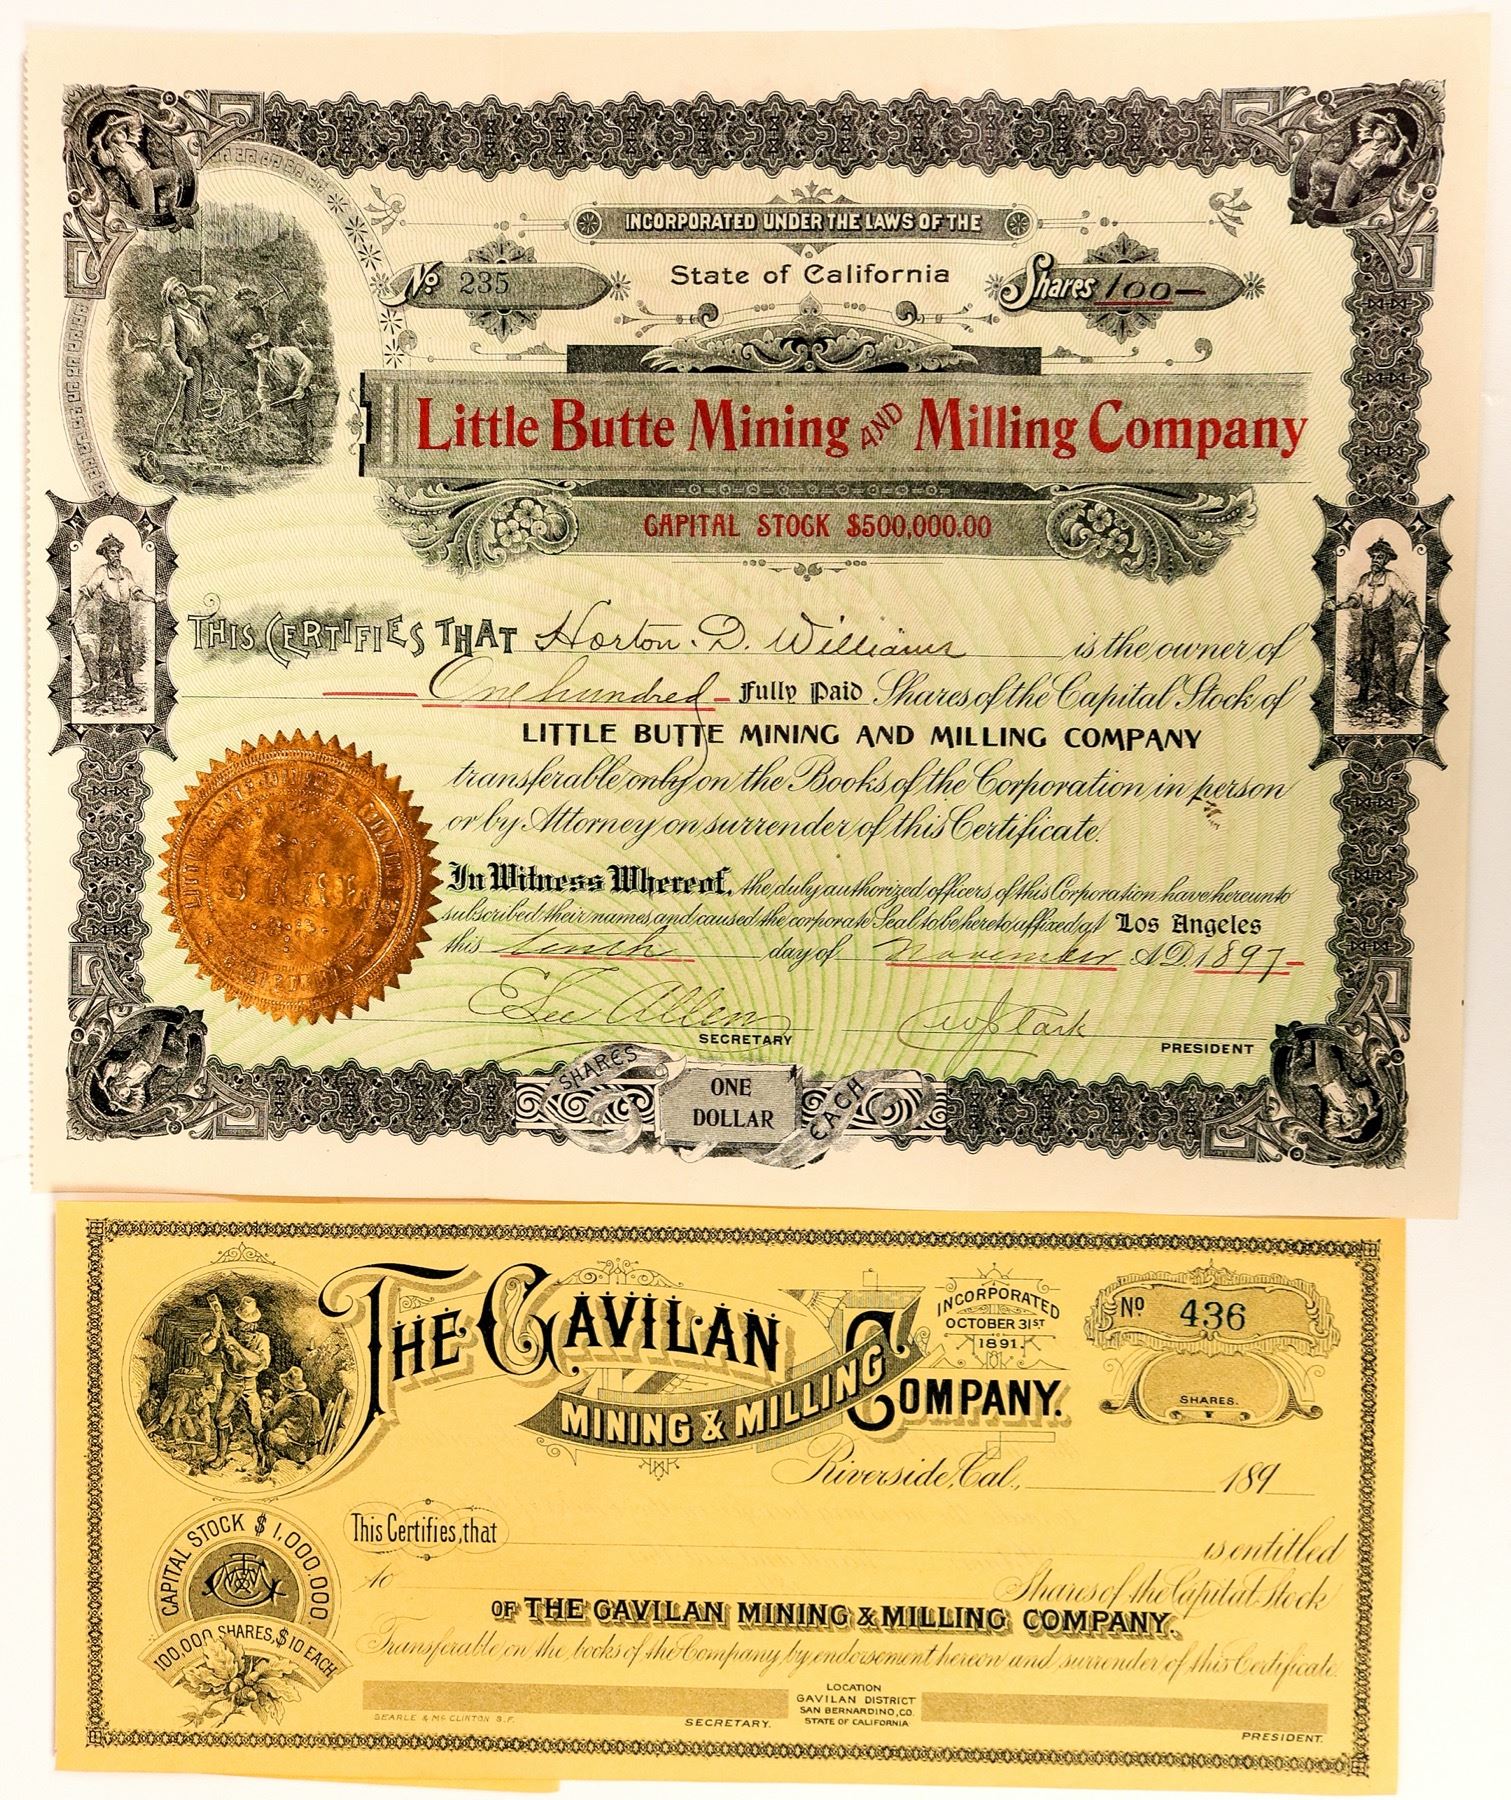 INCORPORATED UNDER THE LAWS OF THE
No 235
State of California
Shares 100-
Little Butte Mining AND Milling Company
CAPITAL STOCK $500,000.00
THIS CERTIFIES THAT Horton. D. Williams is the owner of
One hundred - Fully Paid Shares of the Capital Stock of
LITTLE BUTTE MINING AND MILLING COMPANY
transferable only on the Books of the Corporation in person
or by Attorney on surrender of this Certificate.
In Witness Whereof, the duly authorized officers of this Corporation have hereunto
subscribed their names and caused the corporate Seal to be hereto affixed at Los Angeles
this tenth day of November A.D. 1897-
E Lee Allen
SECRETARY
PRESIDENT
SHARES ONE DOLLAR EACH
THE GAVILAN MINING & MILLING COMPANY.
INCORPORATED
OCTOBER 31ST
1891.
No 436
SHARES.
Riverside, Cal., 189
CAPITAL STOCK $1,000.000
100,000 SHARES, $10 EACH
This Certifies, that is entitled
to Shares of the Capital Stock
OF THE GAVILAN MINING & MILLING COMPANY.
Transferable on the books of the Company by endorsement hereon and surrender of this Certificate.
SEARLE & MCCLINTON S.F.
SECRETARY.
LOCATION
GAVILAN DISTRICT
SAN BERNARDINO, CO.
STATE OF CALIFORNIA
PRESIDENT.